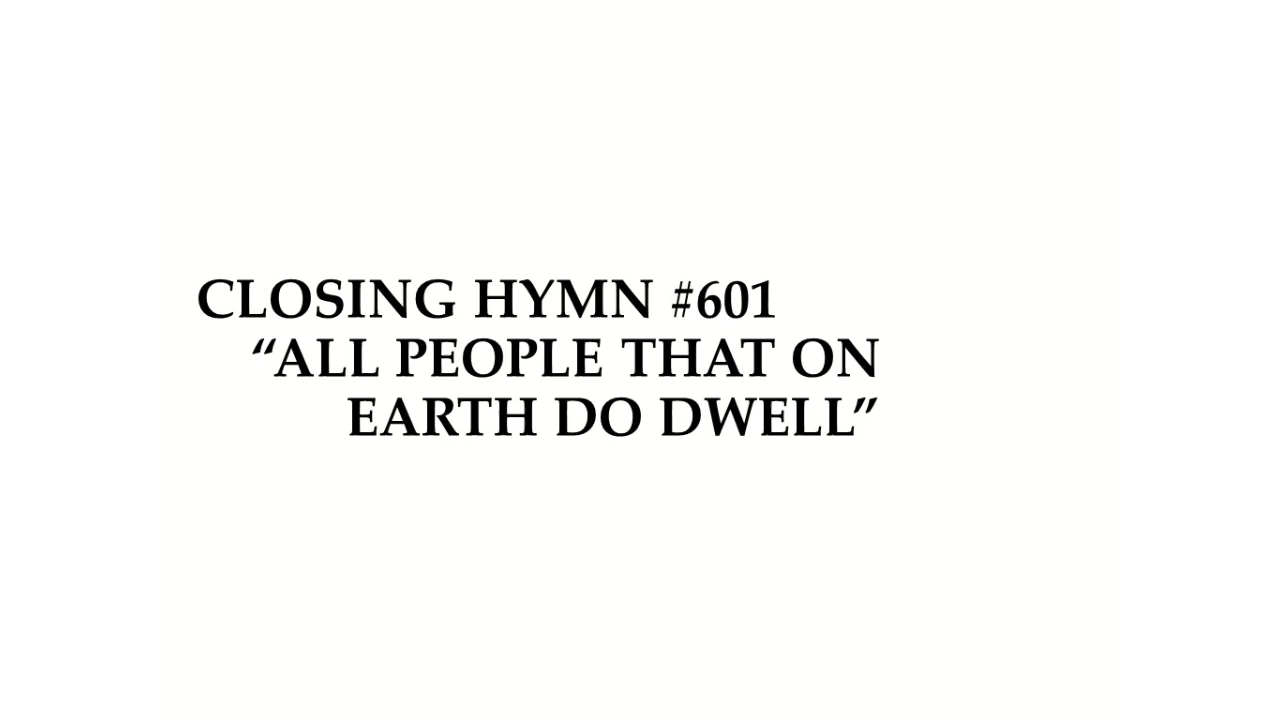 CLOSING HYMN #601
“ALL PEOPLE THAT ON
EARTH DO DWELL”